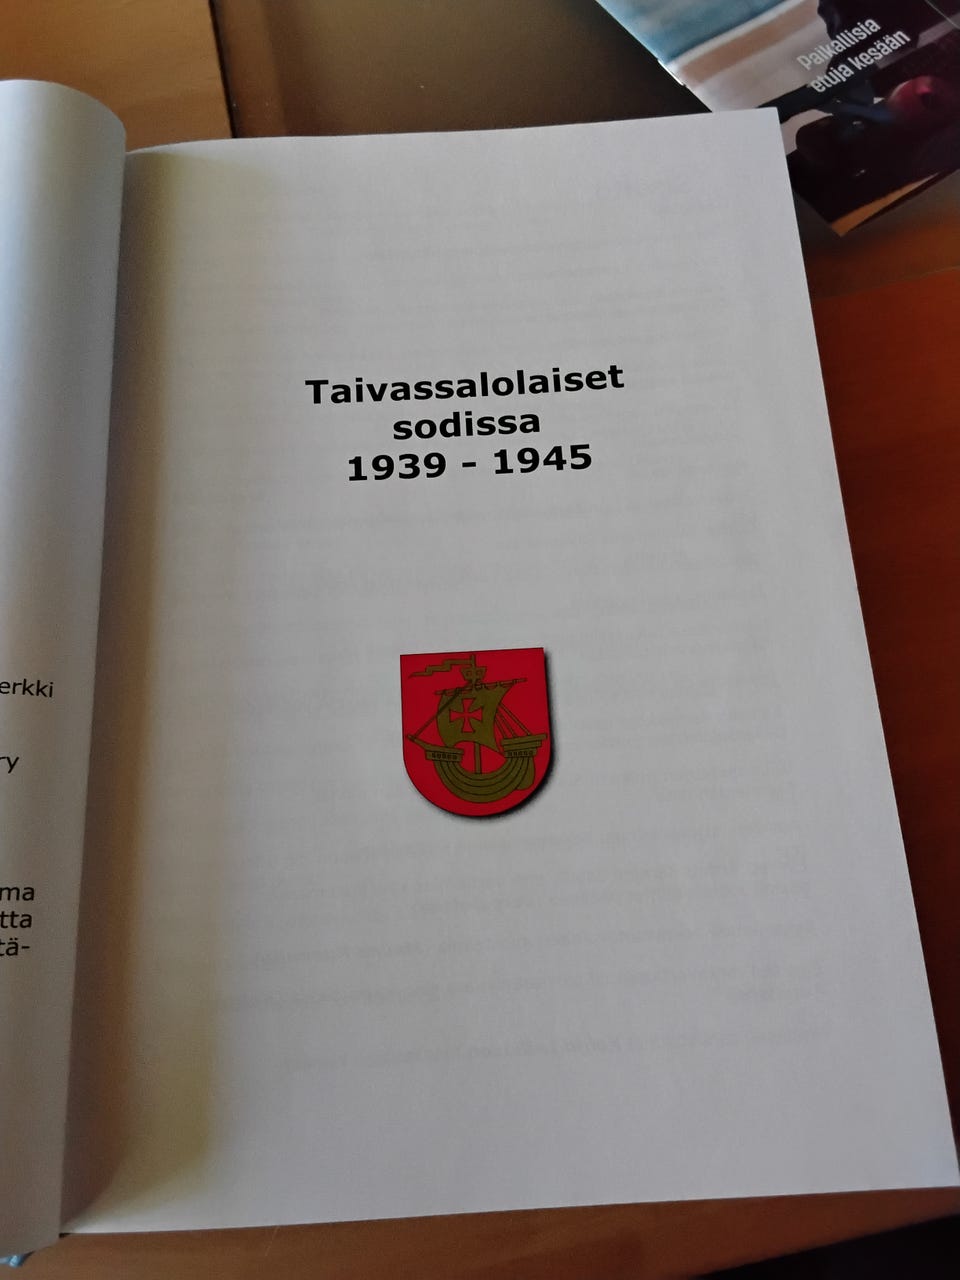 Paikallisia
etuja kesään
Taivassalolaiset
sodissa
1939 - 1945
erkki
ry
ma
tta
tä-